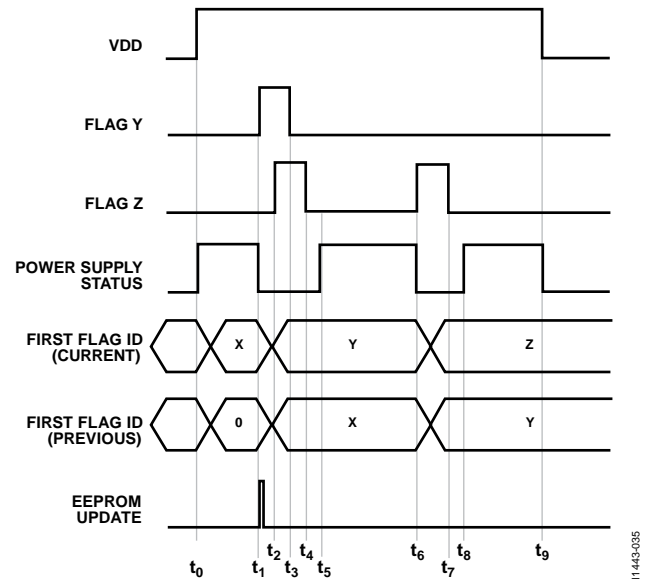 VDD
FLAG Y
FLAG Z
POWER SUPPLY
STATUS
FIRST FLAG ID
(CURRENT)
X
Y
Z
FIRST FLAG ID
(PREVIOUS)
0
X
Y
EEPROM
UPDATE
t0
t1
t2
t3
t4
t5
t6
t7
t8
t9
11443-035